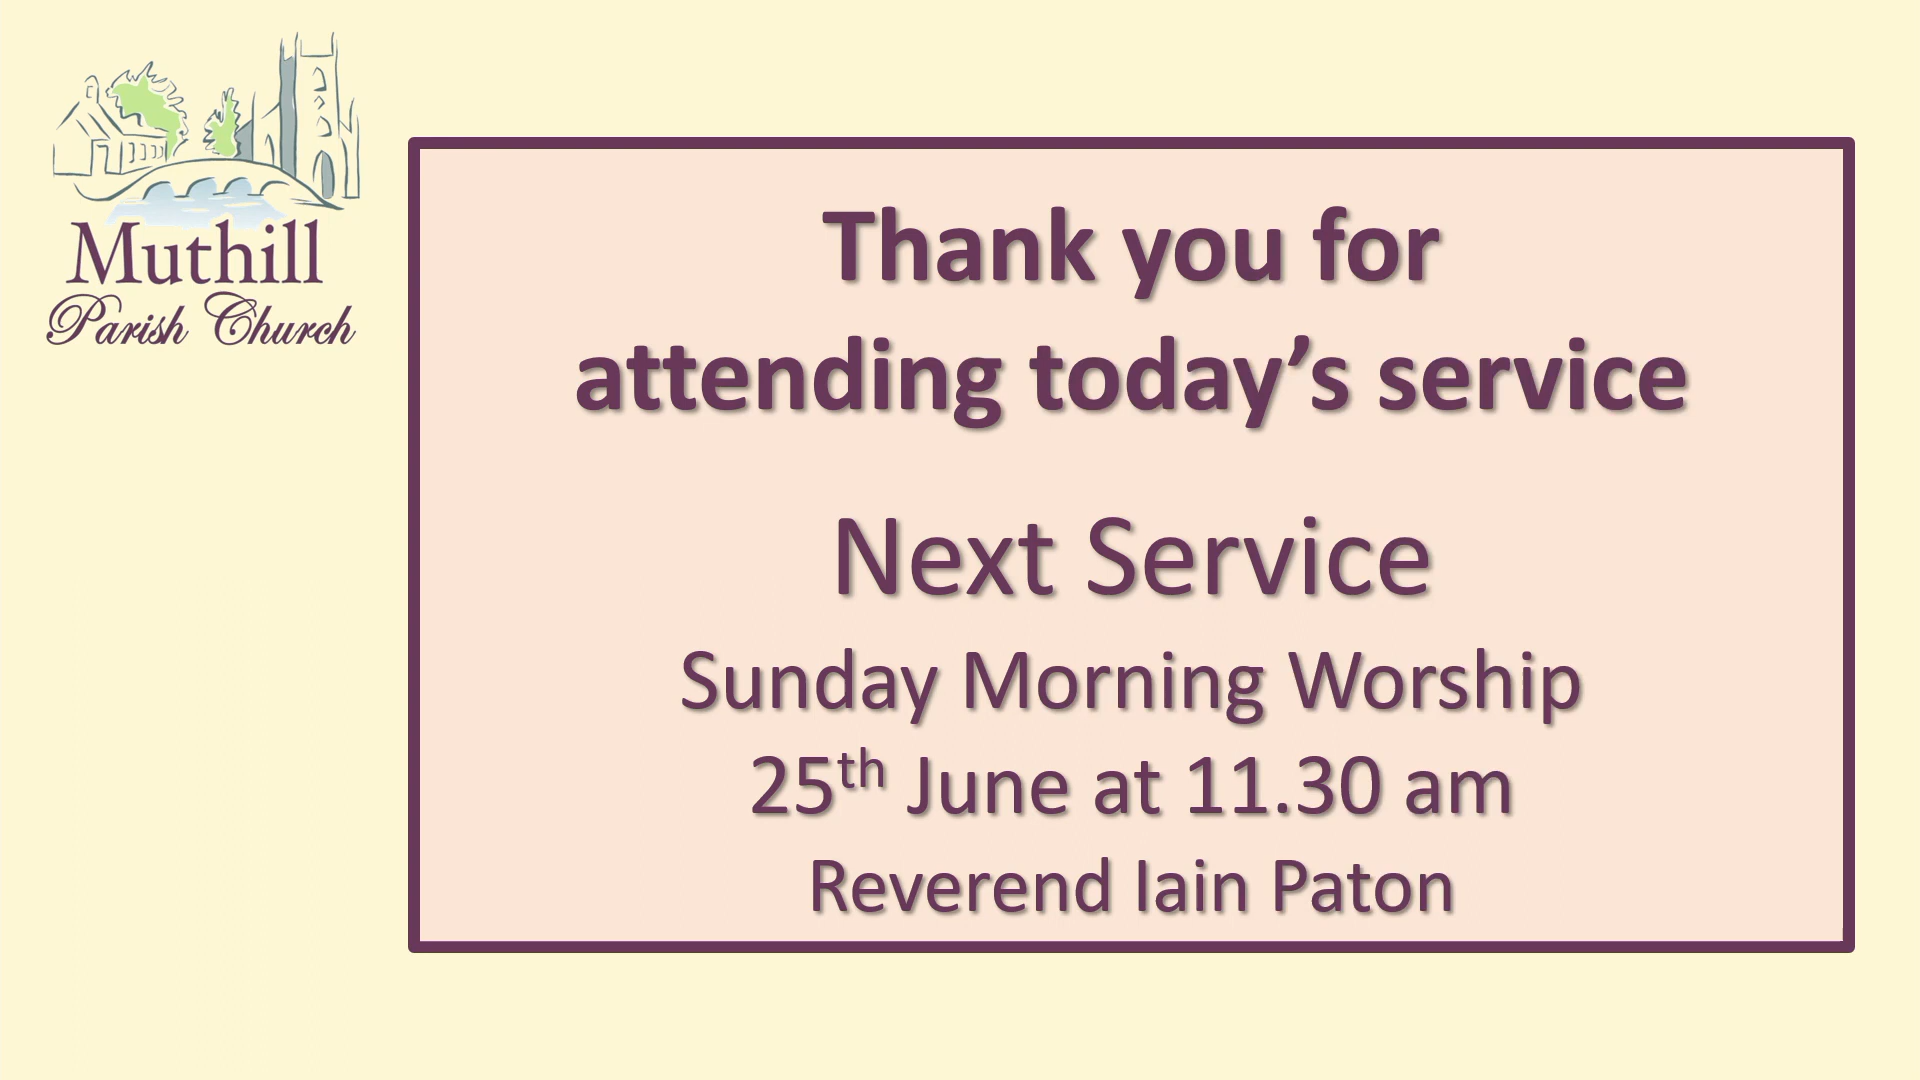 Muthill
Parish Church
Thank you for
attending today’s service
Next Service
Sunday Morning Worship
25th June at 11.30 am
Reverend Iain Paton